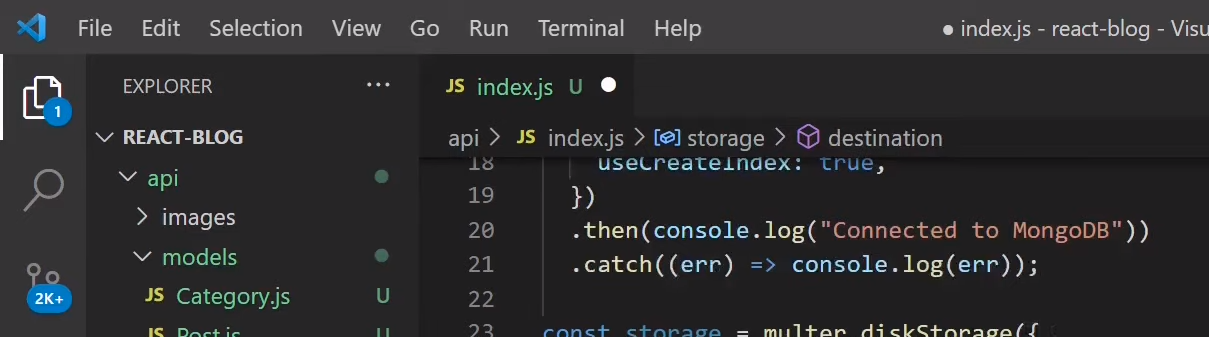 File Edit Selection View Go Run Terminal Help ● index.js - react-blog - Visu
EXPLORER ···
JS index.js U
1
REACT-BLOG
api > JS index.js > storage > destination
api
images
models
JS Category.js U
JS Post.js U
2K+
18 useCreateIndex: true,
19 })
20 .then(console.log("Connected to MongoDB"))
21 .catch((err) => console.log(err));
22
23 const storage = multer.diskStorage({